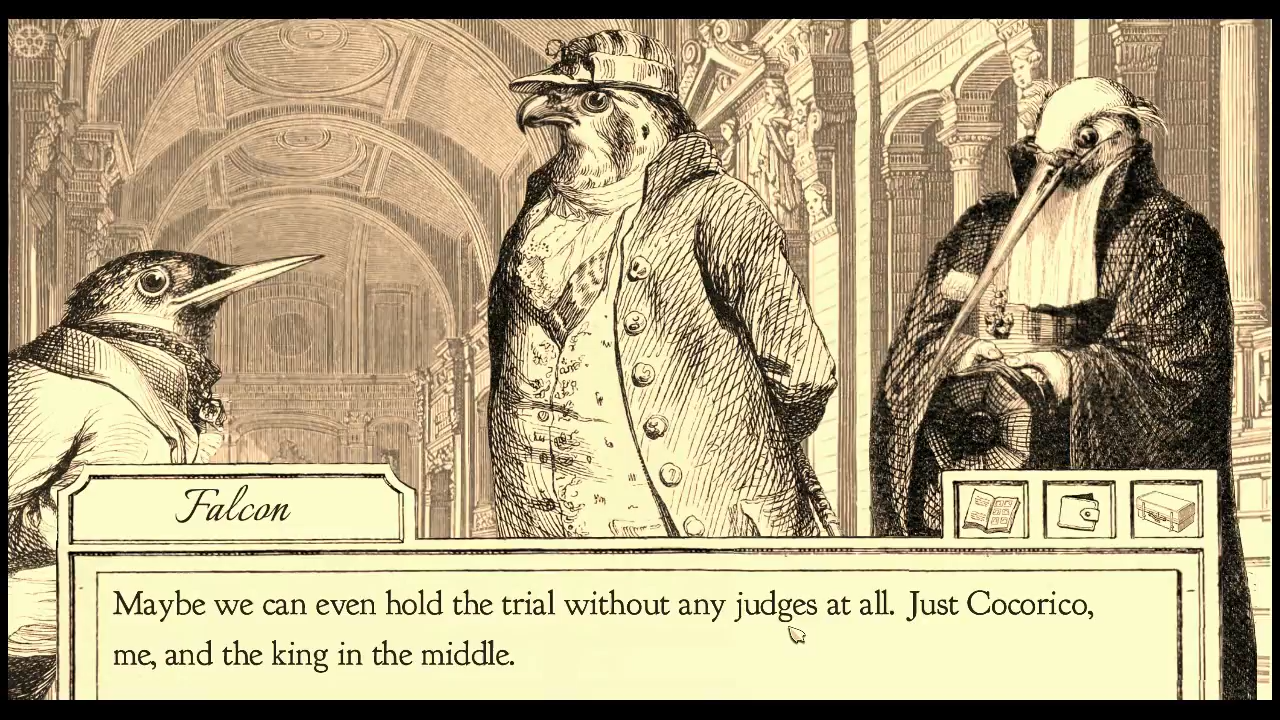 Falcon
Maybe we can even hold the trial without any judges at all. Just Cocorico,
me, and the king in the middle.